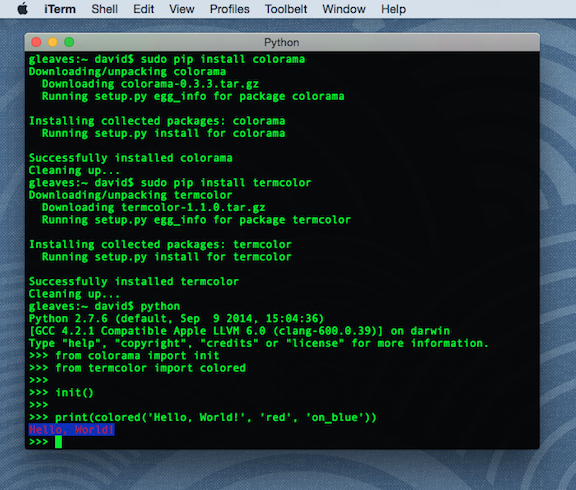 iTerm Shell Edit View Profiles Toolbelt Window Help
Python
gleaves:~ david$ sudo pip install colorama
Downloading/unpacking colorama
  Downloading colorama-0.3.3.tar.gz
  Running setup.py egg_info for package colorama

Installing collected packages: colorama
  Running setup.py install for colorama

Successfully installed colorama
Cleaning up...
gleaves:~ david$ sudo pip install termcolor
Downloading/unpacking termcolor
  Downloading termcolor-1.1.0.tar.gz
  Running setup.py egg_info for package termcolor

Installing collected packages: termcolor
  Running setup.py install for termcolor

Successfully installed termcolor
Cleaning up...
gleaves:~ david$ python
Python 2.7.6 (default, Sep  9 2014, 15:04:36)
[GCC 4.2.1 Compatible Apple LLVM 6.0 (clang-600.0.39)] on darwin
Type "help", "copyright", "credits" or "license" for more information.
>>> from colorama import init
>>> from termcolor import colored
>>>
>>> init()
>>>
>>> print(colored('Hello, World!', 'red', 'on_blue'))
Hello, World!
>>>